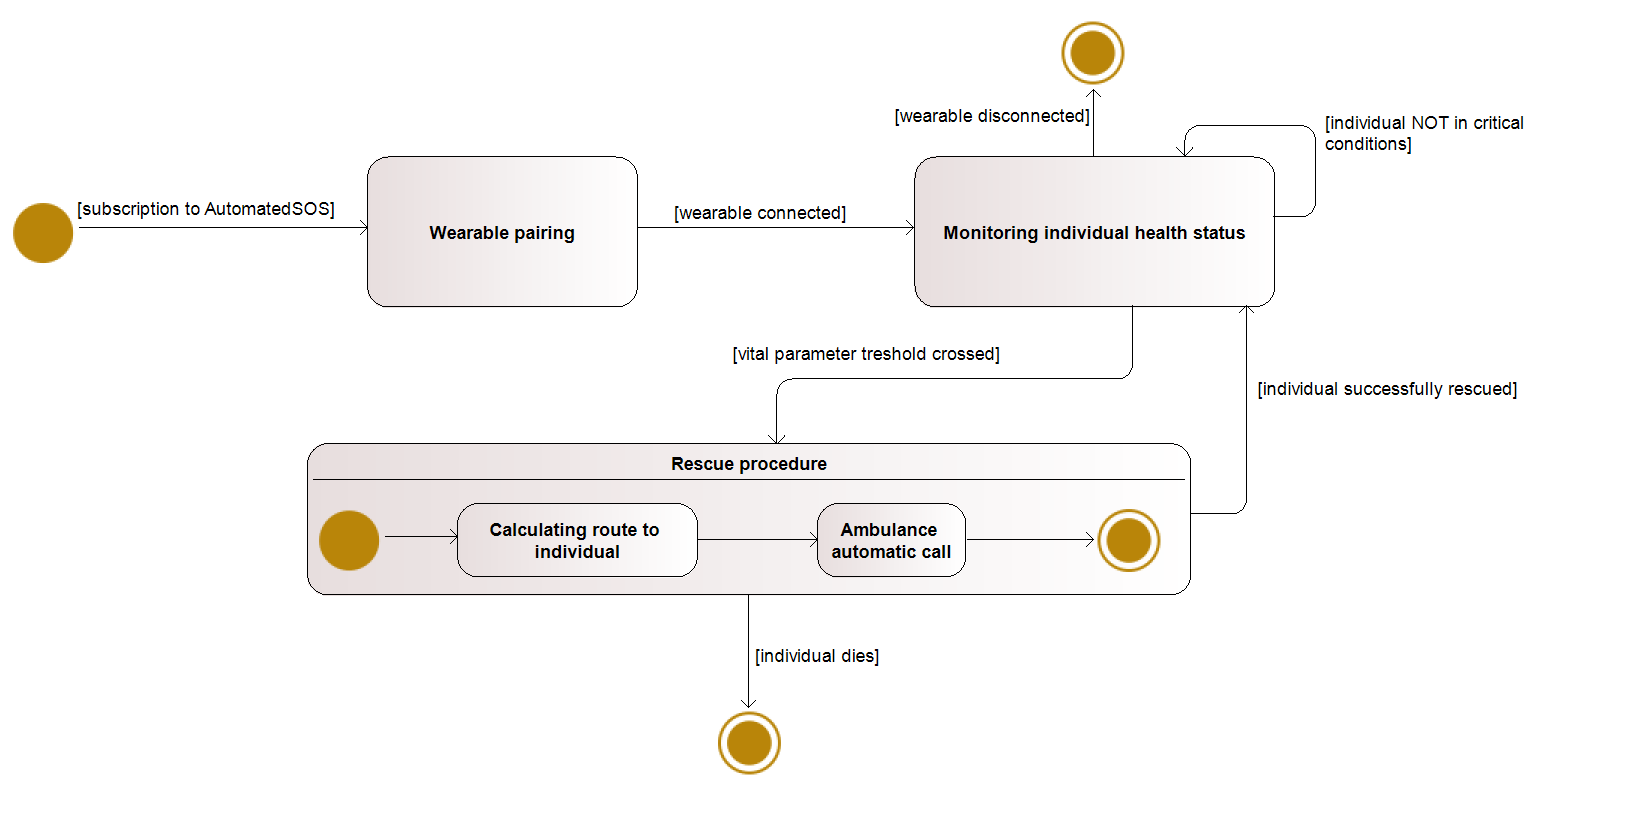 [wearable disconnected]
[individual NOT in critical
conditions]
[subscription to AutomatedSOS]
Wearable pairing
[wearable connected]
Monitoring individual health status
[vital parameter treshold crossed]
[individual successfully rescued]
Rescue procedure
Calculating route to
individual
Ambulance
automatic call
[individual dies]